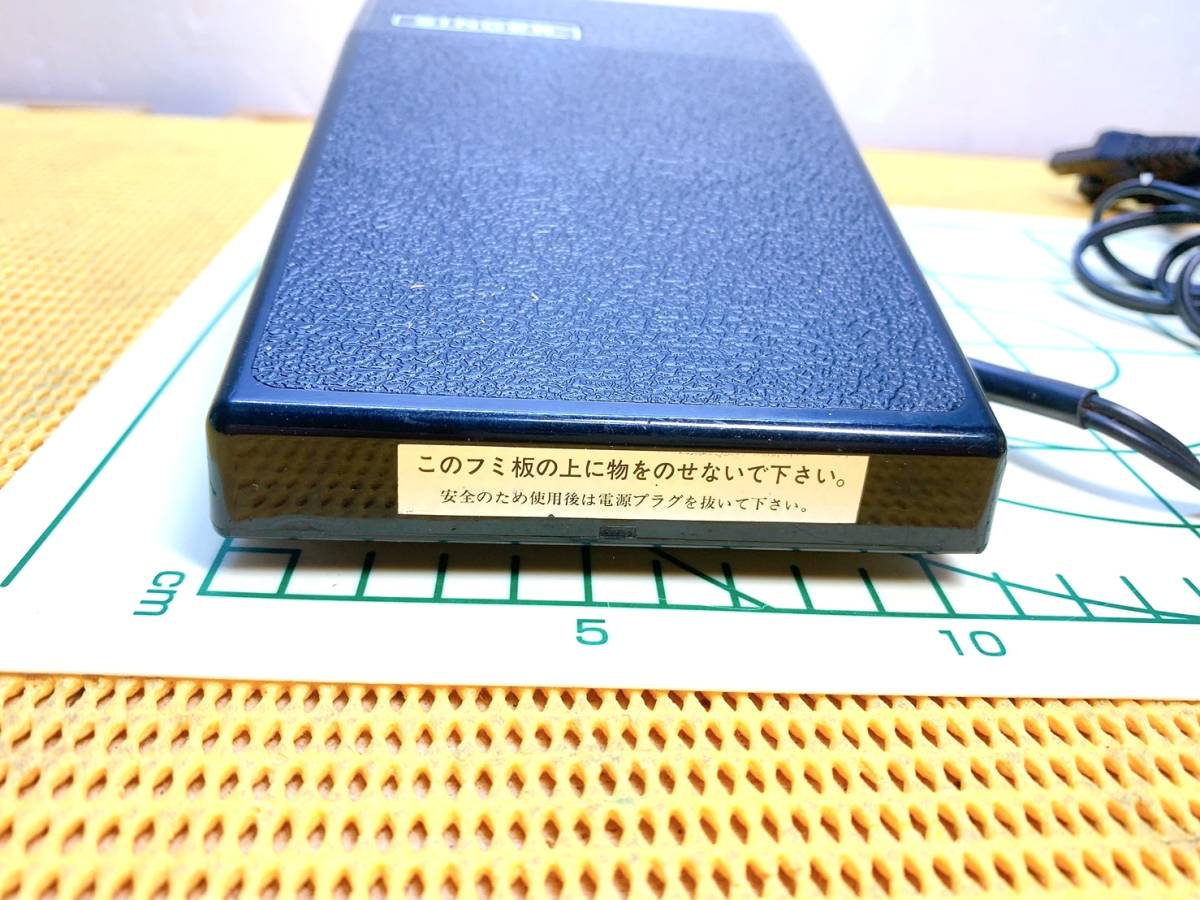 SINGER
このフミ板の上に物をのせないで下さい。
安全のため使用後は電源プラグを抜いて下さい。
cm
5
10